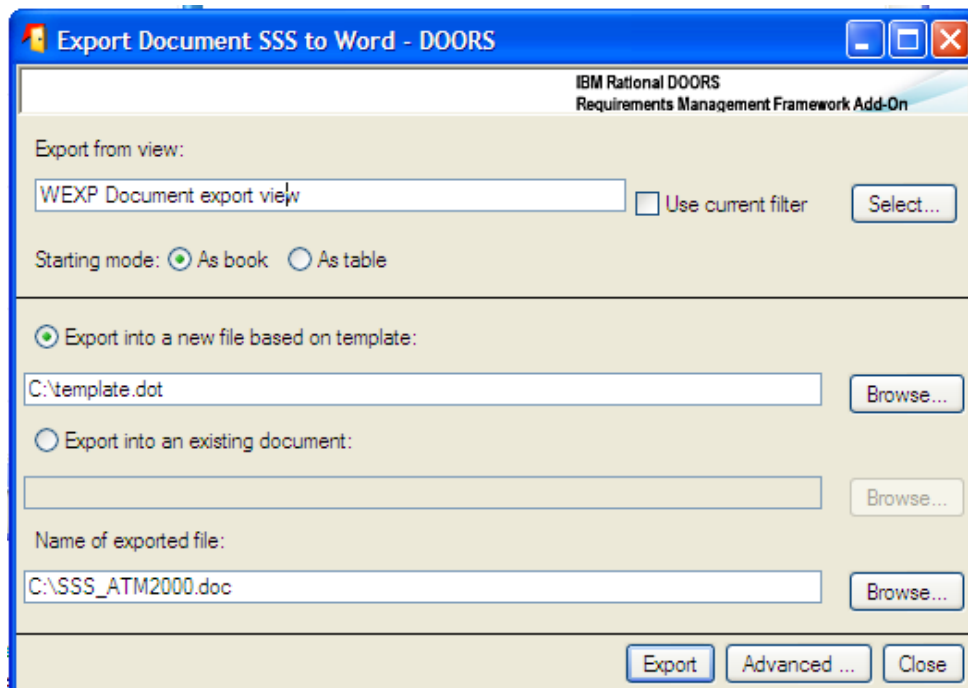 Export Document SSS to Word - DOORS
IBM Rational DOORS
Requirements Management Framework Add-On
Export from view:
WEXP Document export view
Use current filter
Select...
Starting mode: As book As table
Export into a new file based on template:
C:\template.dot
Browse...
Export into an existing document:
Browse...
Name of exported file:
C:\SSS_ATM2000.doc
Browse...
Export Advanced ... Close